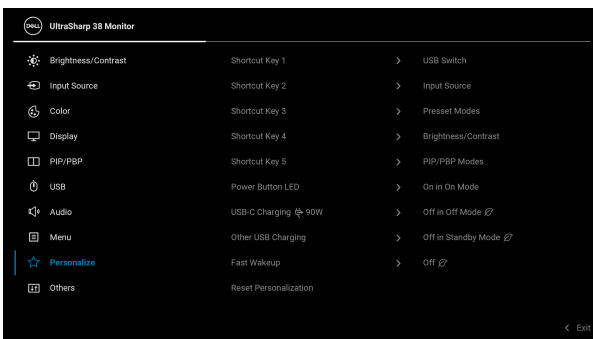 DELL UltraSharp 38 Monitor
Brightness/Contrast Shortcut Key 1 > USB Switch
Input Source Shortcut Key 2 > Input Source
Color Shortcut Key 3 > Presset Modes
Display Shortcut Key 4 > Brightness/Contrast
PIP/PBP Shortcut Key 5 > PIP/PBP Modes
USB Power Button LED > On in On Mode
Audio USB-C Charging 90W > Off in Off Mode
Menu Other USB Charging > Off in Standby Mode
Personalize Fast Wakeup > Off
Others Reset Personalization
< Exit